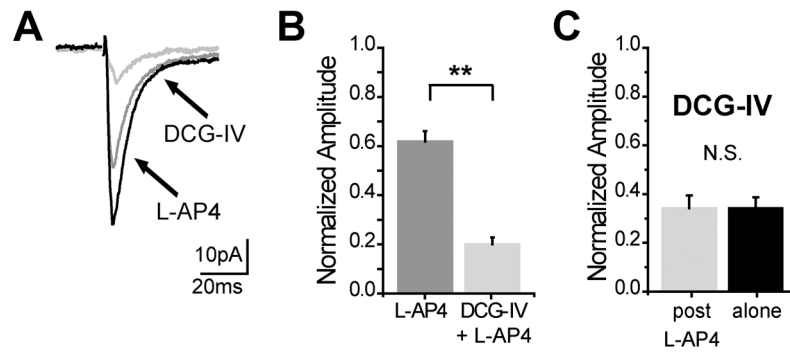 A
DCG-IV
L-AP4
10pA
20ms
B
Normalized Amplitude
1.0
0.8
0.6
0.4
0.2
0.0
**
L-AP4
DCG-IV
+ L-AP4
C
Normalized Amplitude
1.0
0.8
0.6
0.4
0.2
0.0
DCG-IV
N.S.
post
alone
L-AP4